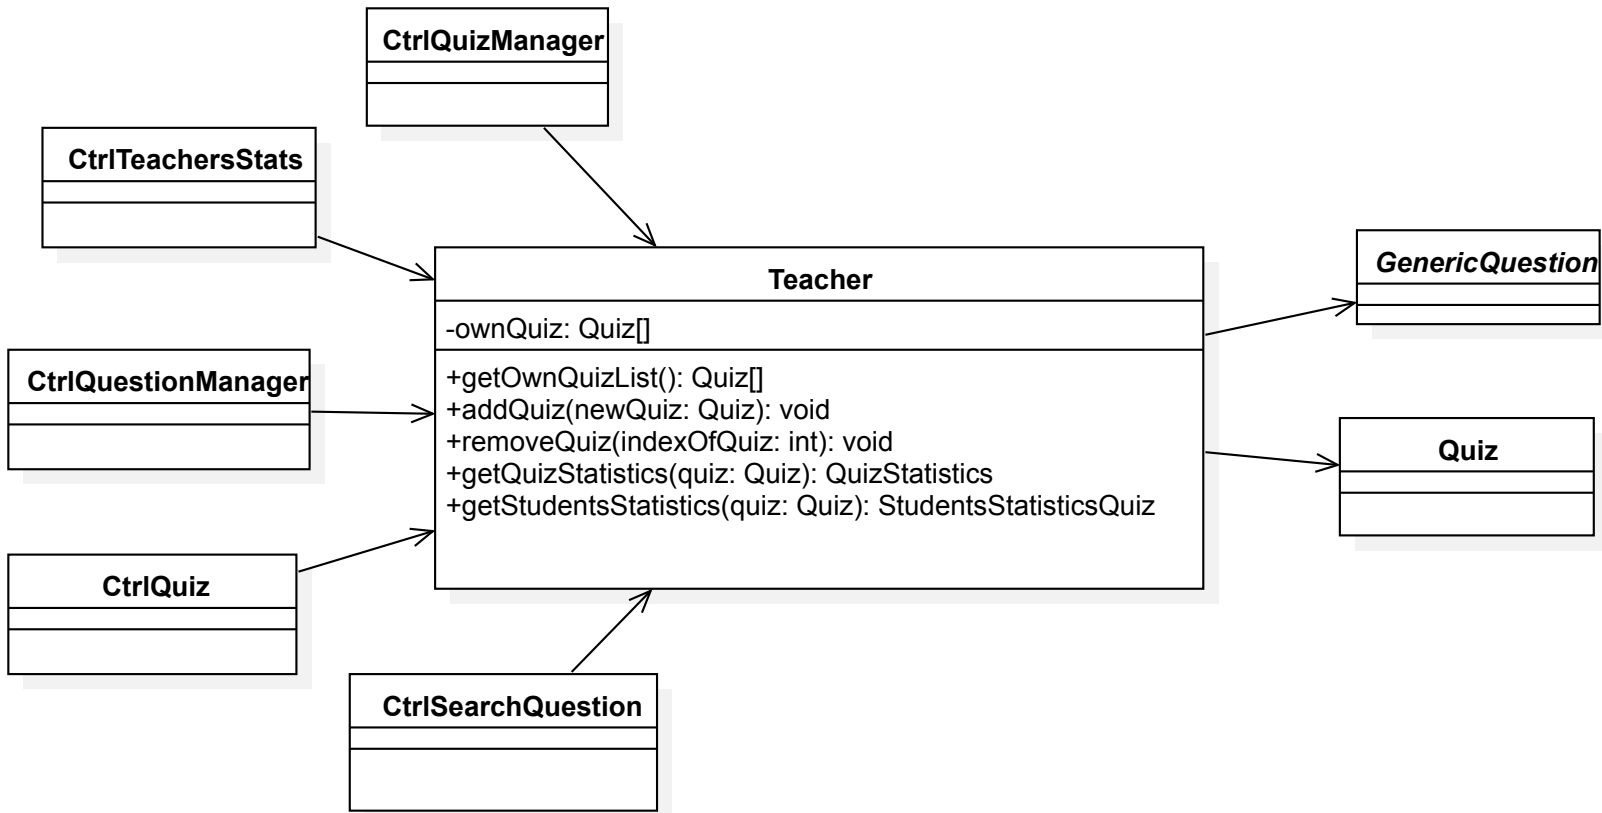 CtrlQuizManager
CtrlTeachersStats
GenericQuestion
Teacher
-ownQuiz: Quiz[]
CtrlQuestionManager
+getOwnQuizList(): Quiz[]
+addQuiz(newQuiz: Quiz): void
+removeQuiz(indexOfQuiz: int): void
+getQuizStatistics(quiz: Quiz): QuizStatistics
+getStudentsStatistics(quiz: Quiz): StudentsStatisticsQuiz
Quiz
CtrlQuiz
CtrlSearchQuestion